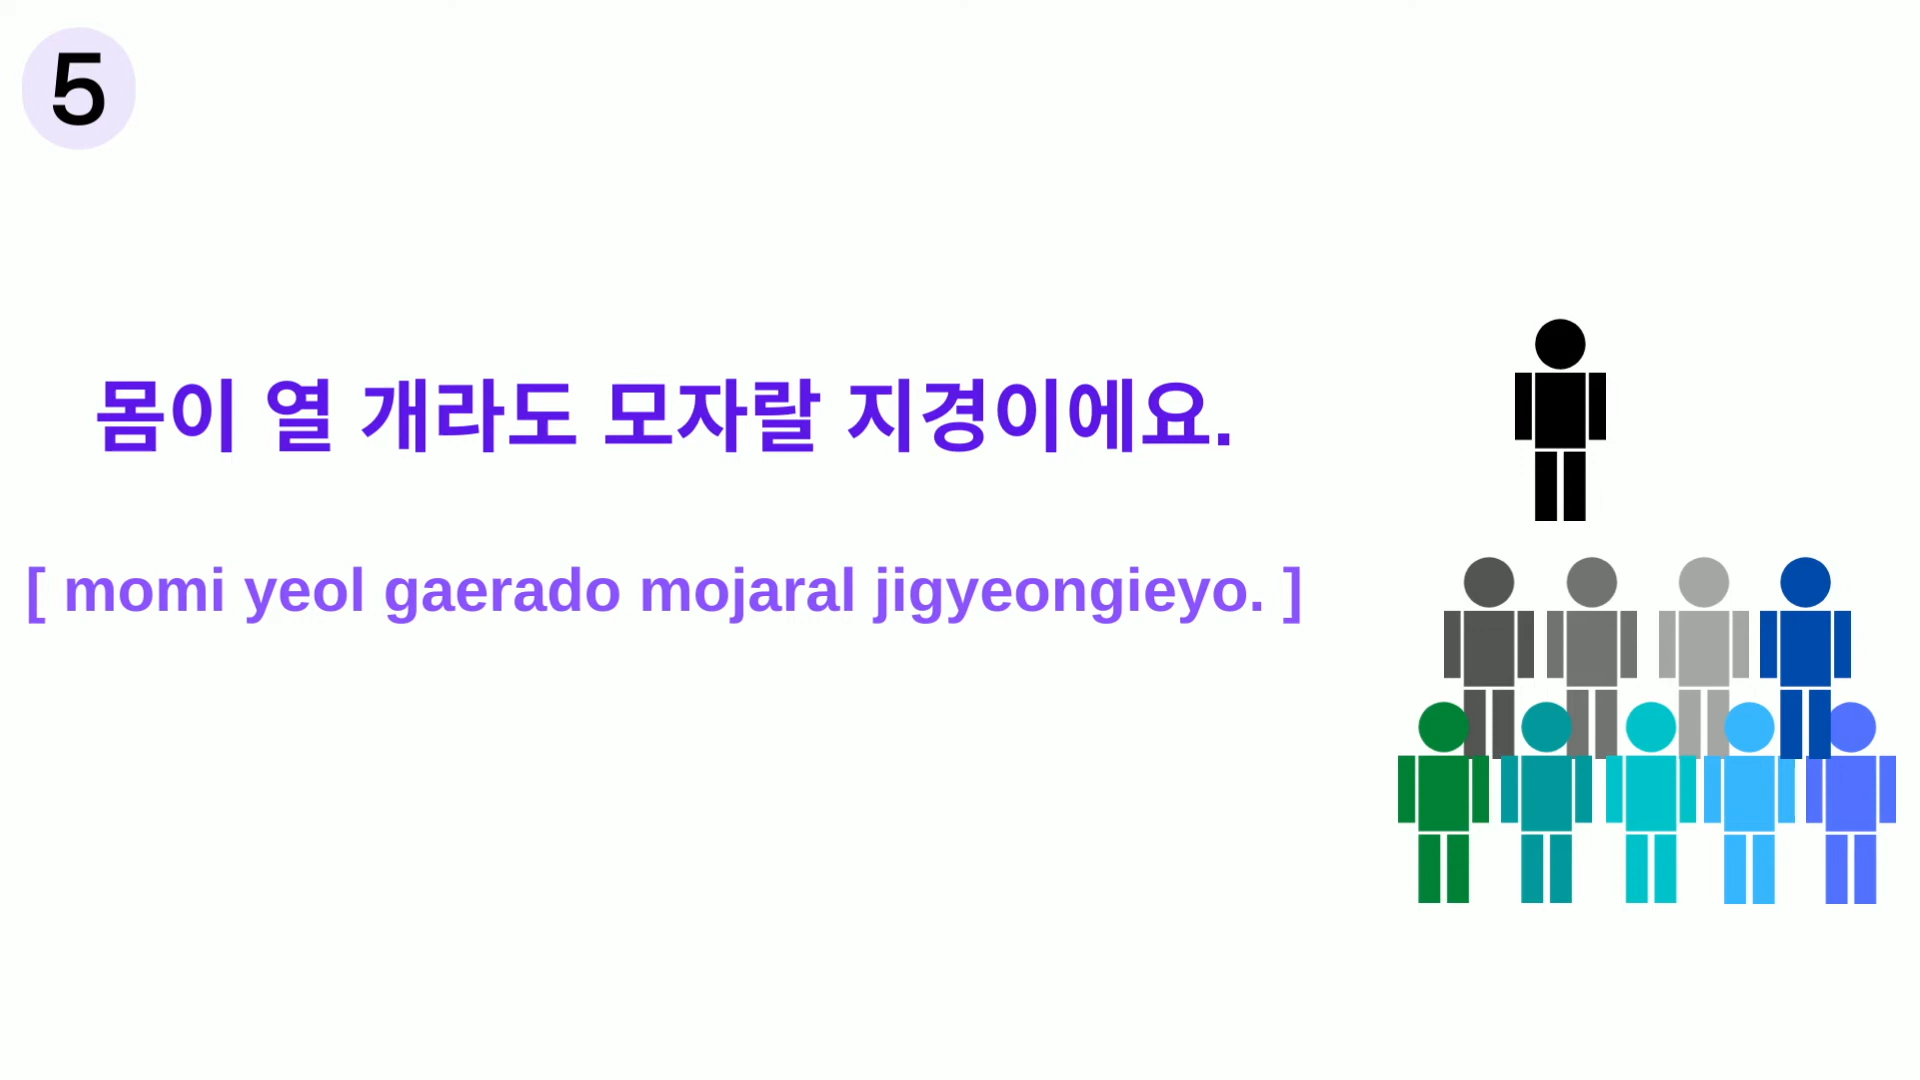 5
몸이 열 개라도 모자랄 지경이에요.
[ momi yeol gaerado mojaral jigyeongieyo. ]